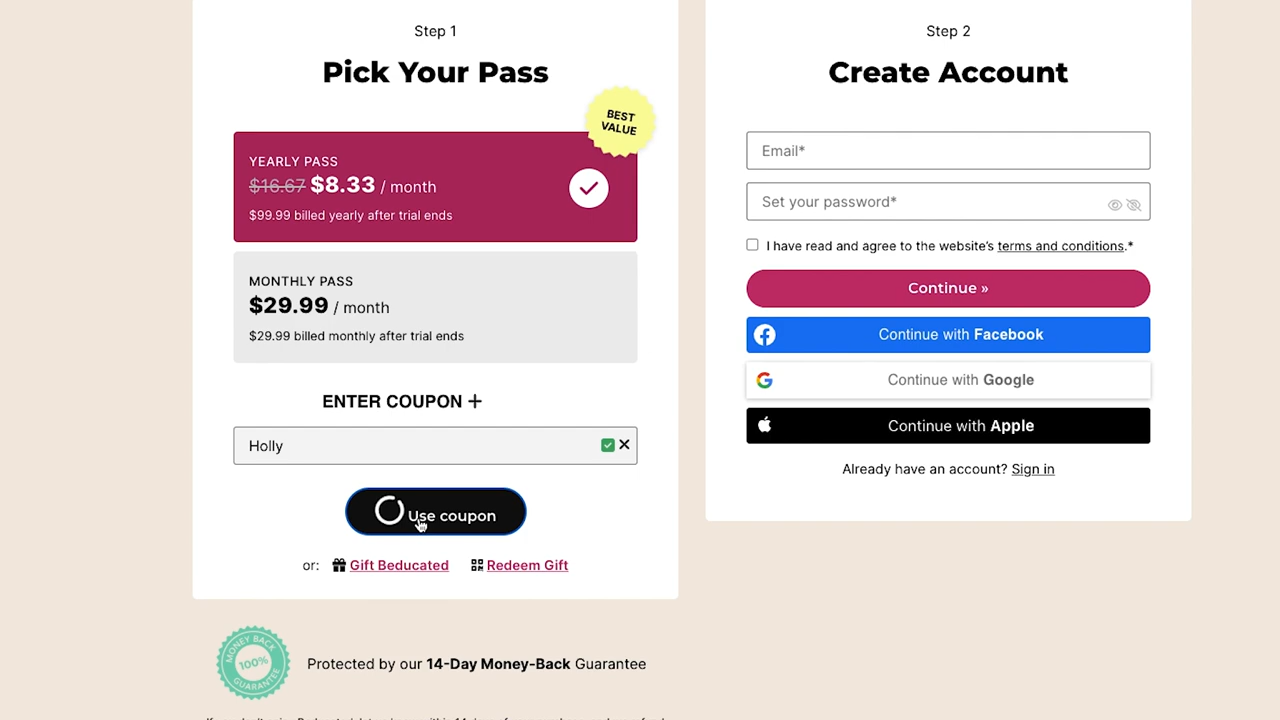 Step 1
Pick Your Pass
BEST
VALUE
YEARLY PASS
$16.67 $8.33 / month
$99.99 billed yearly after trial ends
MONTHLY PASS
$29.99 / month
$29.99 billed monthly after trial ends
ENTER COUPON +
Holly
Use coupon
or: Gift Beducated Redeem Gift
MONEY BACK
100%
GUARANTEE
Protected by our 14-Day Money-Back Guarantee
Step 2
Create Account
Email*
Set your password*
I have read and agree to the website's terms and conditions.*
Continue »
Continue with Facebook
Continue with Google
Continue with Apple
Already have an account? Sign in